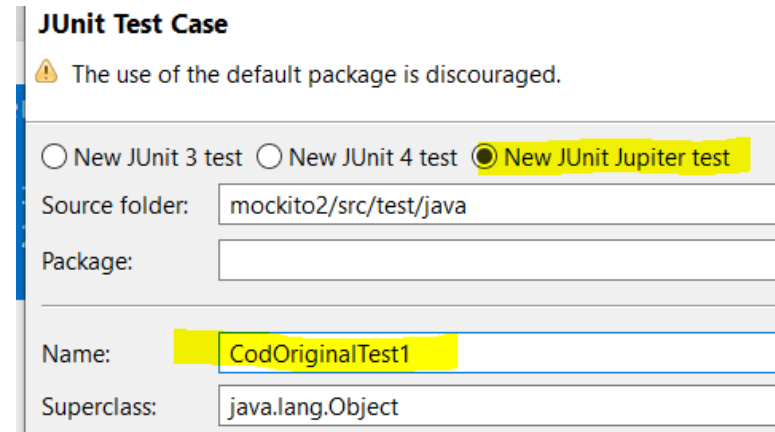 JUnit Test Case
The use of the default package is discouraged.
New JUnit 3 test New JUnit 4 test New JUnit Jupiter test
Source folder: mockito2/src/test/java
Package:
Name: CodOriginalTest1
Superclass: java.lang.Object